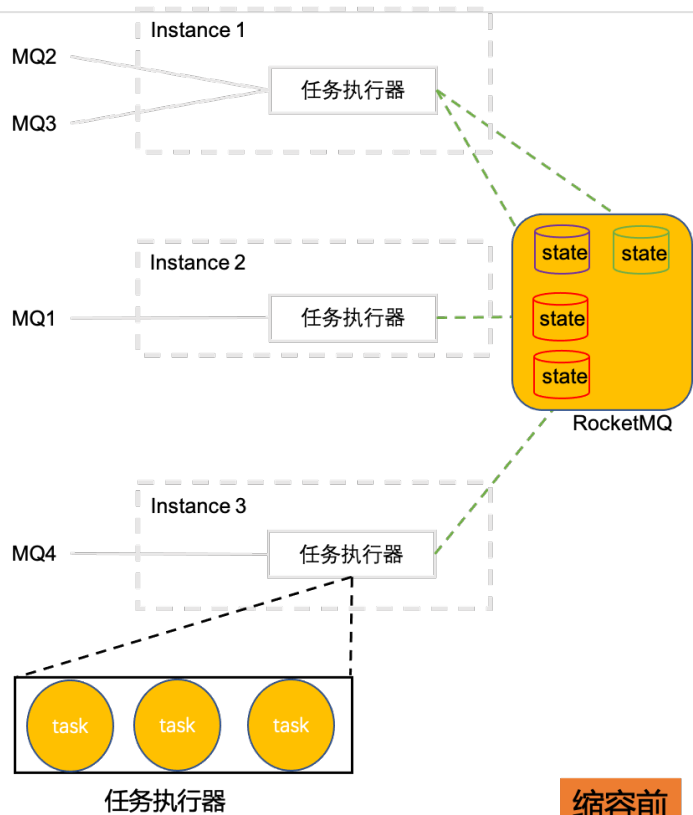 Instance 1
MQ2
任务执行器
MQ3
state
state
Instance 2
MQ1
任务执行器
state
state
RocketMQ
Instance 3
MQ4
任务执行器
task
task
task
任务执行器
缩容前